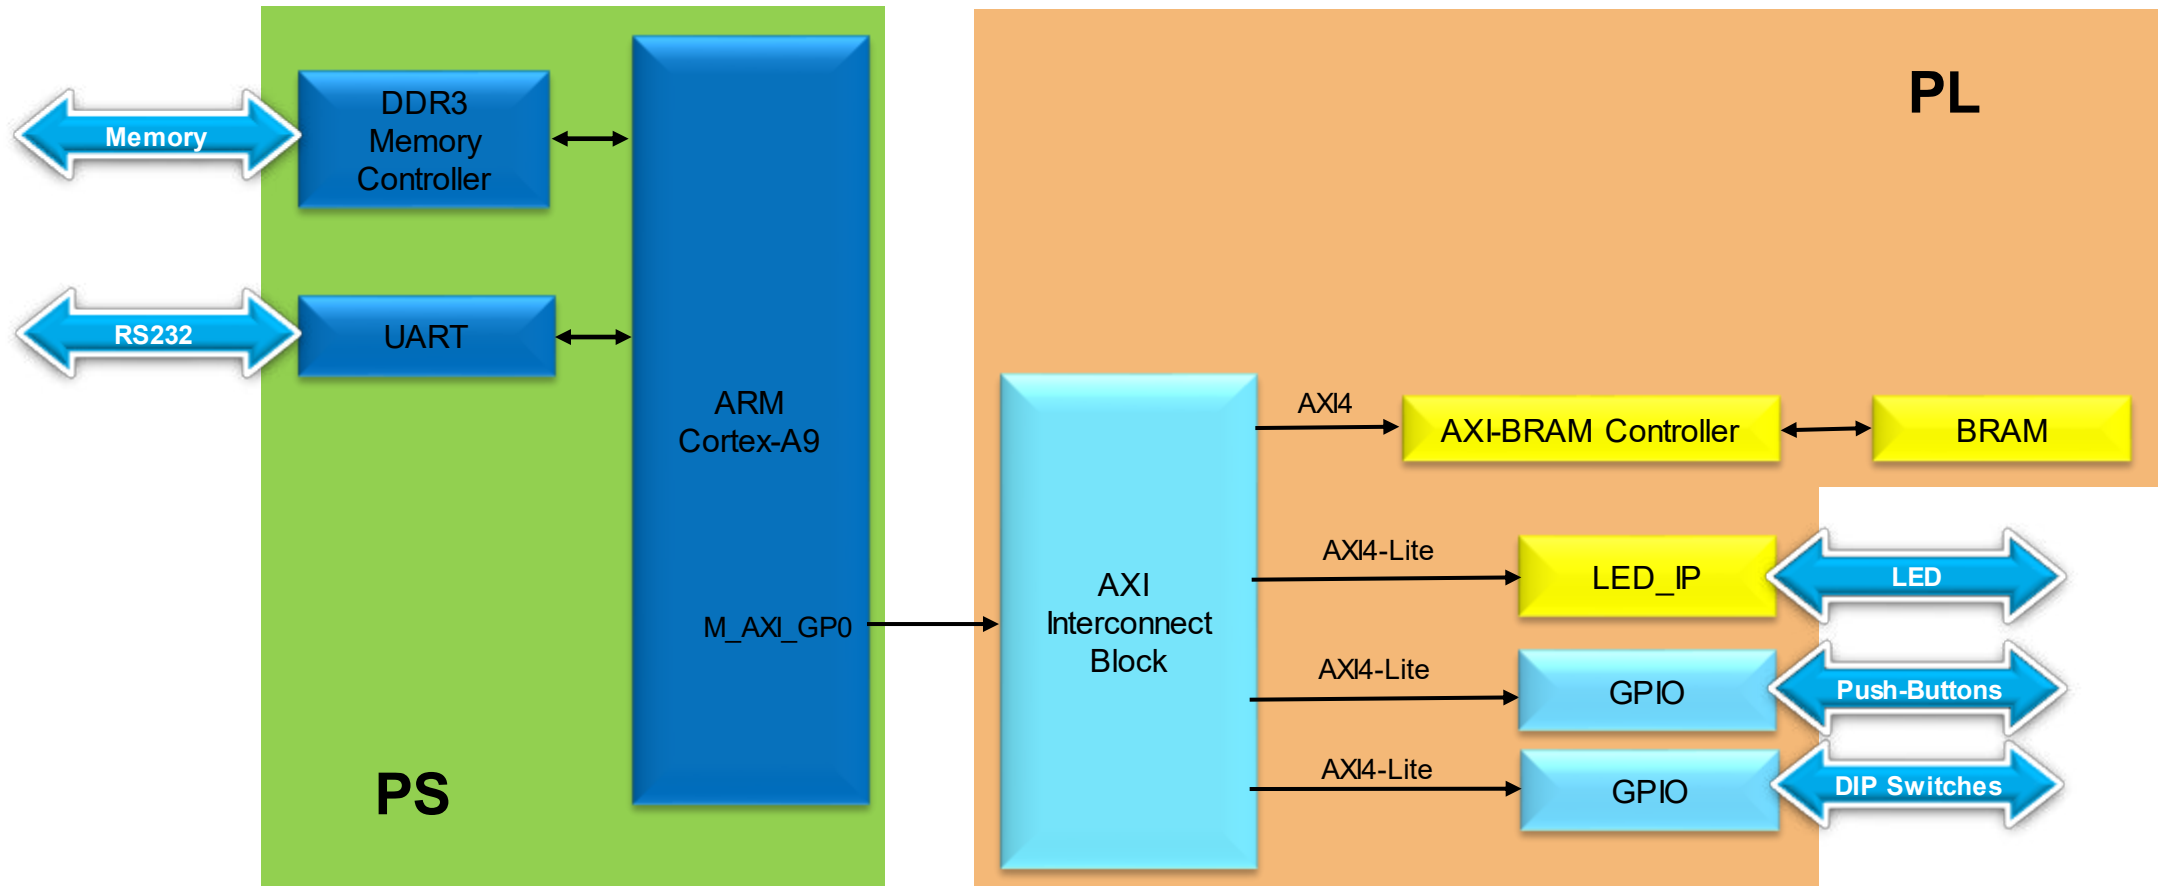 PL
DDR3
Memory
Controller
Memory
UART
RS232
ARM
Cortex-A9
M_AXI_GP0
PS
AXI
Interconnect
Block
AXI4
AXI-BRAM Controller
BRAM
AXI4-Lite
LED_IP
LED
AXI4-Lite
GPIO
Push-Buttons
AXI4-Lite
GPIO
DIP Switches